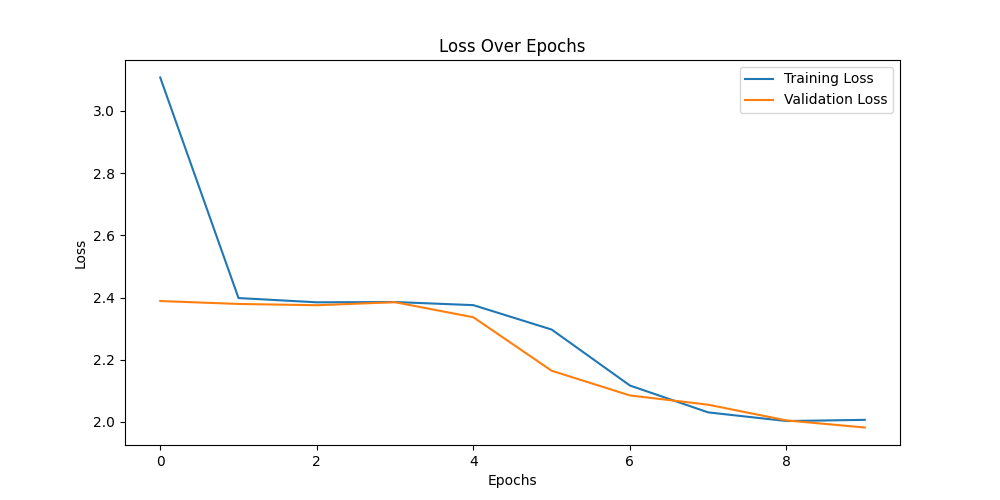 Loss Over Epochs
Training Loss
Validation Loss
3.0
2.8
2.6
2.4
2.2
2.0
Loss
0 2 4 6 8
Epochs